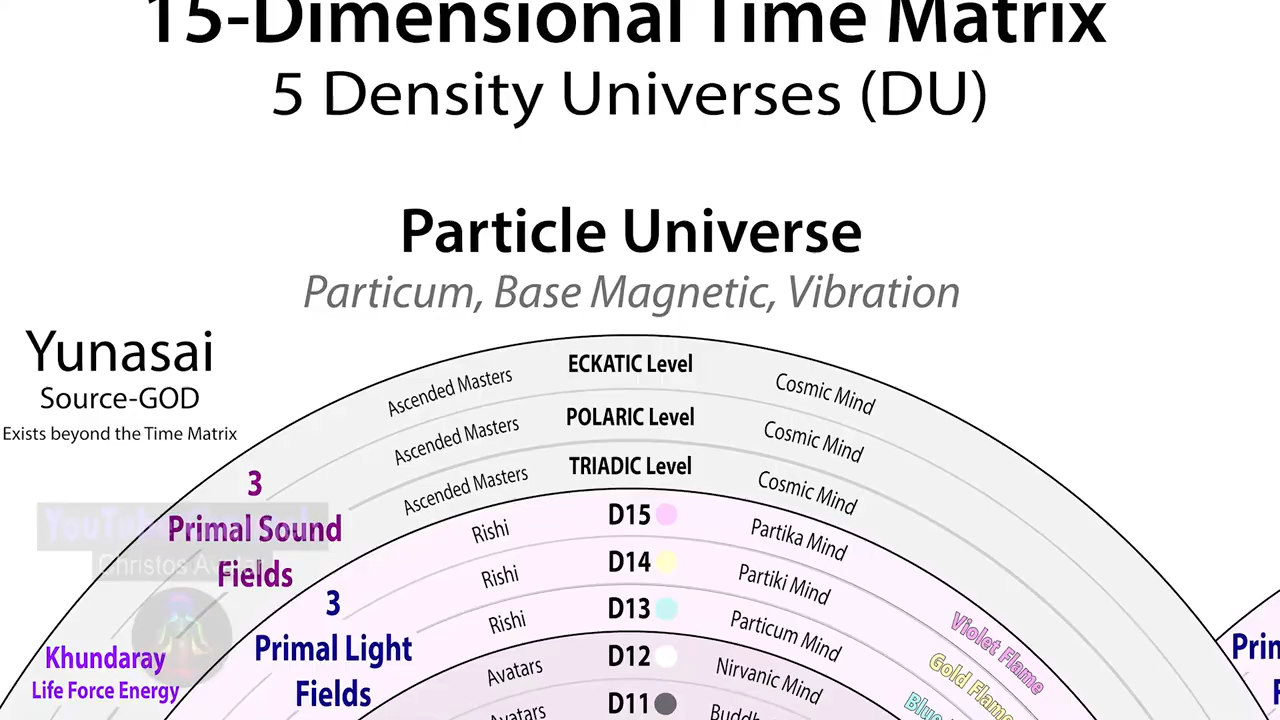 15-Dimensional Time Matrix
5 Density Universes (DU)
Particle Universe
Particum, Base Magnetic, Vibration
Yunasai
Source-GOD
Exists beyond the Time Matrix
Ascended Masters ECKATIC Level Cosmic Mind
Ascended Masters POLARIC Level Cosmic Mind
Ascended Masters TRIADIC Level Cosmic Mind
3
Primal Sound
Fields
Rishi D15 Partika Mind
Rishi D14 Partiki Mind
Rishi D13 Particum Mind
3
Primal Light
Fields
Avatars D12 Nirvanic Mind
Avatars D11
Violet Flame
Gold Flame
Khundaray
Life Force Energy
Christos Avatar